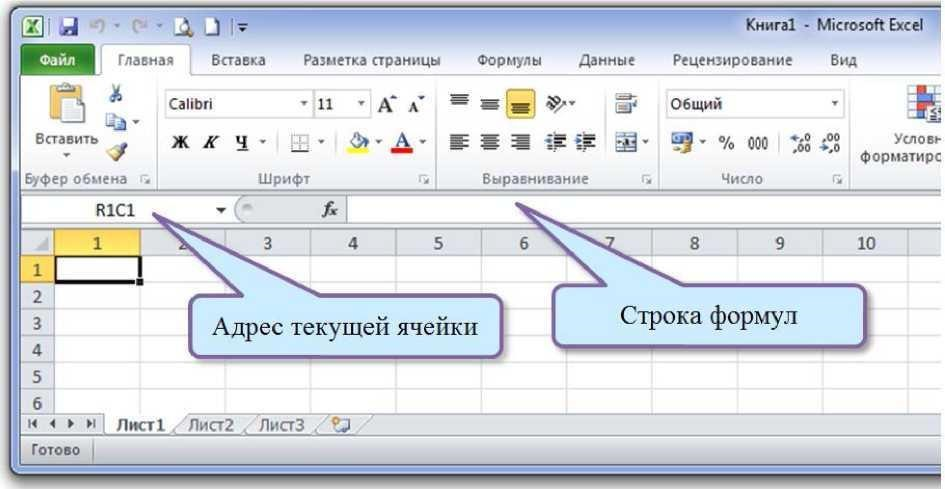 Книга1 - Microsoft Excel
Файл Главная Вставка Разметка страницы Формулы Данные Рецензирование Вид
Calibri 11 A A Общий
Вставить Ж К Ч A % 000 ,00 ,0
Буфер обмена Шрифт Выравнивание Число
R1C1 fx
1 2 3 4 5 6 7 8 9 10
1
2
3
4
5
6
Адрес текущей ячейки
Строка формул
Лист1 Лист2 Лист3
Готово